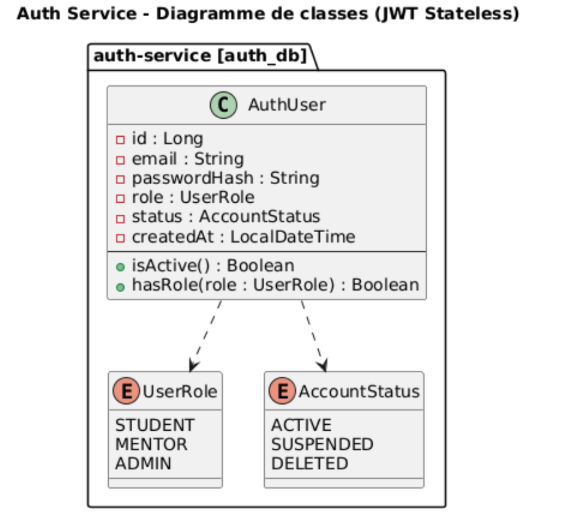 Auth Service - Diagramme de classes (JWT Stateless)
auth-service [auth_db]
C AuthUser
id : Long
email : String
passwordHash : String
role : UserRole
status : AccountStatus
createdAt : LocalDateTime
isActive() : Boolean
hasRole(role : UserRole) : Boolean
E UserRole
STUDENT
MENTOR
ADMIN
E AccountStatus
ACTIVE
SUSPENDED
DELETED